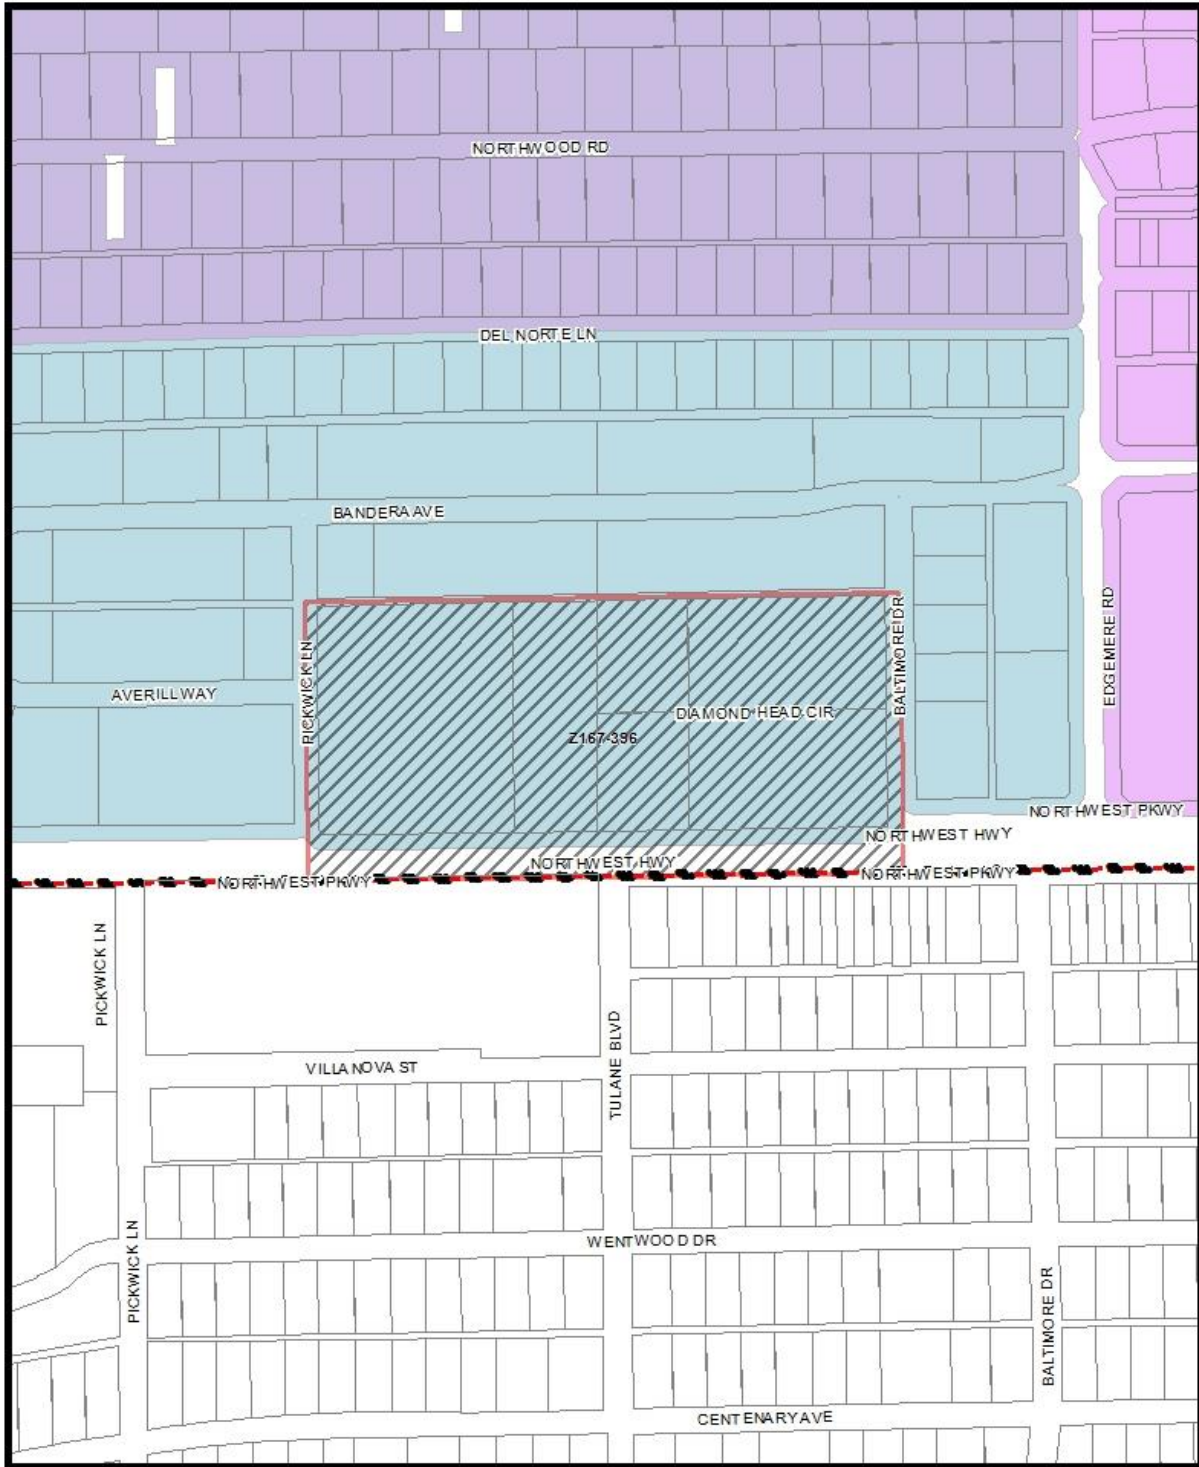 NORTHWOOD RD
DEL NORTE LN
BANDERA AVE
EDGEMERE RD
PICKWICK LN
BALTIMORE DR
AVERILL WAY
DIAMOND HEAD CIR
Z167-396
NORTHWEST PKWY
NORTHWEST HWY
NORTHWEST HWY
NORTHWEST PKWY
NORTHWEST PKWY
PICKWICK LN
TULANE BLVD
VILLANOVA ST
PICKWICK LN
WENTWOOD DR
BALTIMORE DR
CENTENARY AVE